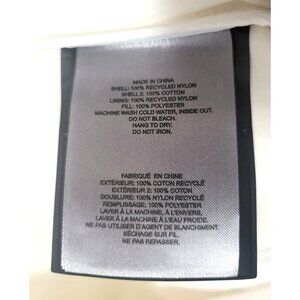 MADE IN CHINA
SHELL: 100% RECYCLED NYLON
SHELL 2: 100% COTTON
LINING: 100% RECYCLED NYLON
FILL: 100% POLYESTER
MACHINE WASH COLD WATER, INSIDE OUT.
DO NOT BLEACH.
HANG TO DRY.
DO NOT IRON.
FABRIQUÉ EN CHINE
EXTÉRIEUR: 100% COTON RECYCLÉ
EXTÉRIEUR 2: 100% COTON
DOUBLURE: 100% NYLON RECYCLÉ
REMPLISSAGE: 100% POLYESTER
LAVER À LA MACHINE, À L'ENVERS,
LAVER À LA MACHINE À L'EAU FROIDE.
NE PAS UTILISER D'AGENT DE BLANCHIMENT.
SÉCHAGE SUR FIL.
NE PAS REPASSER.